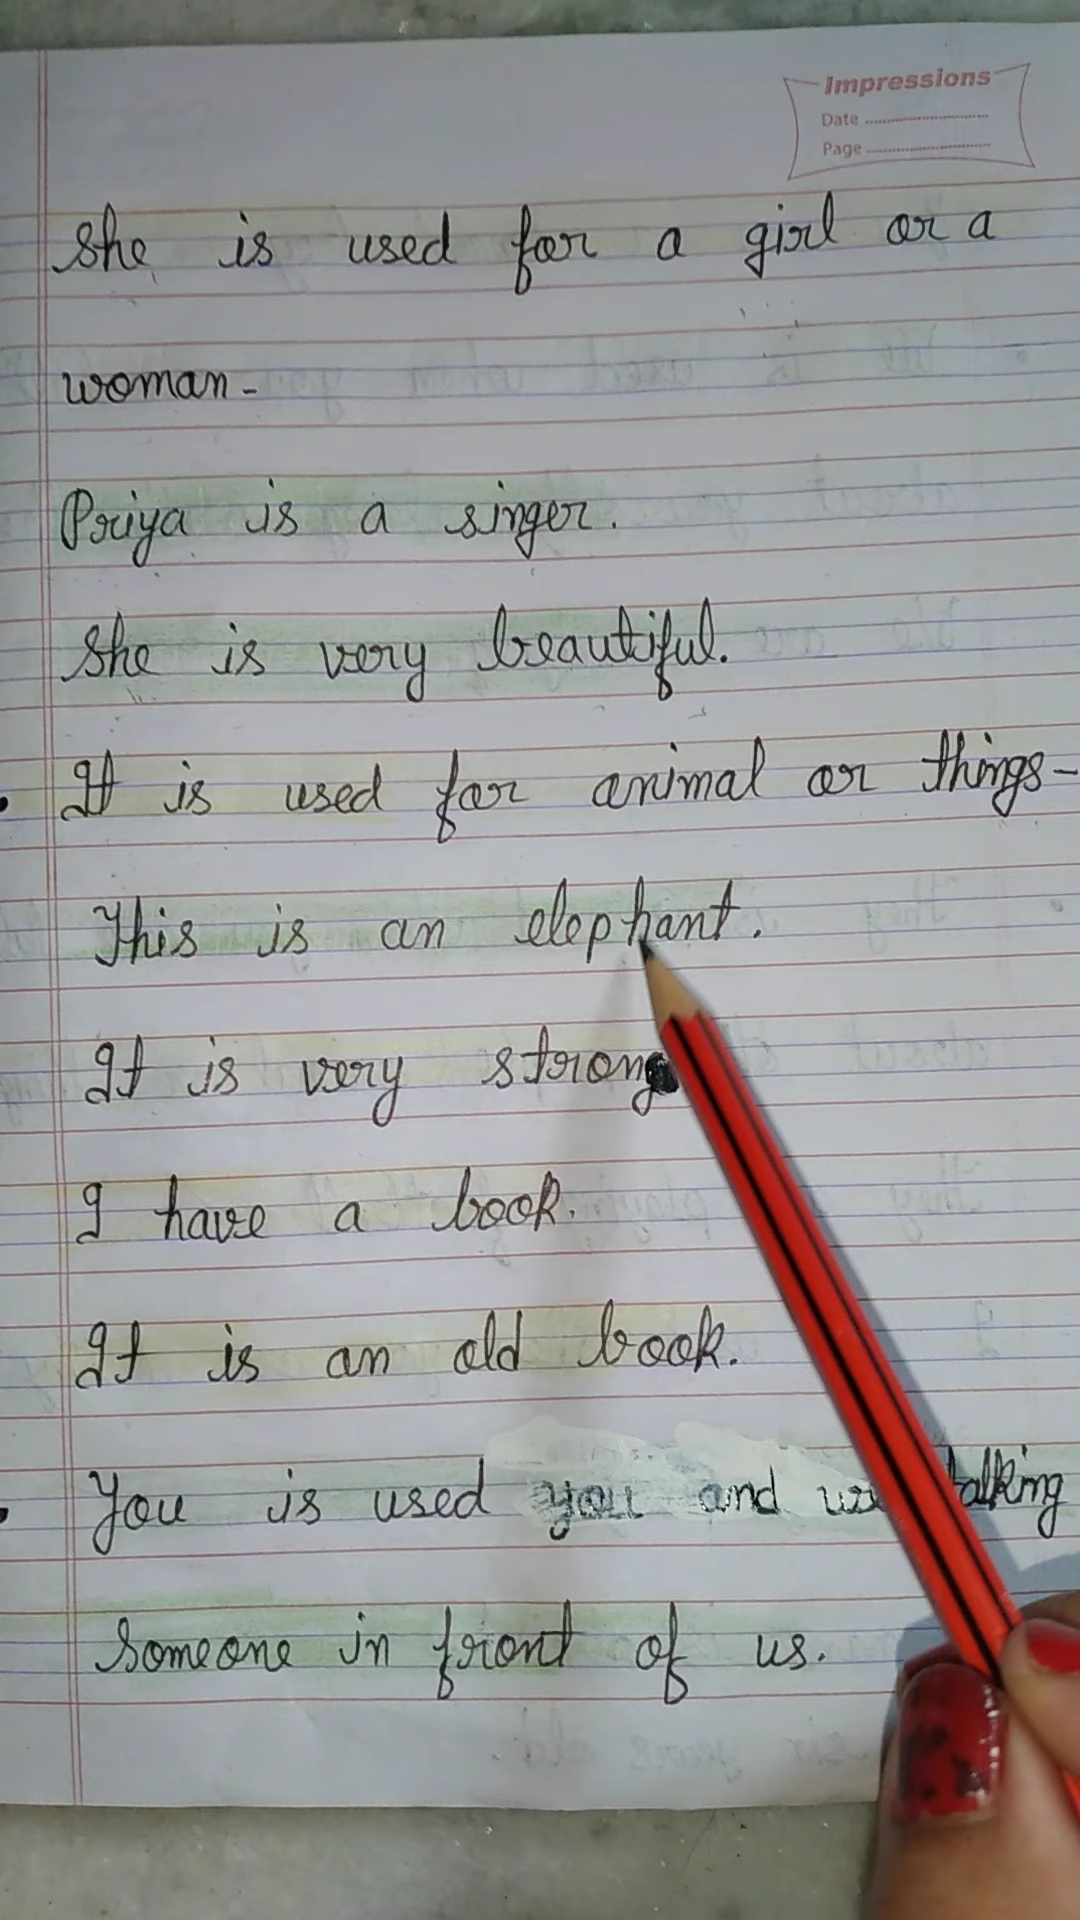 Impressions
Date
Page
She is used for a girl or a
woman-
Priya is a singer.
She is very beautiful.
• It is used for animal or things-
This is an elephant.
It is very strong
I have a book.
It is an old book.
• You is used you and talking
Someone in front of us.